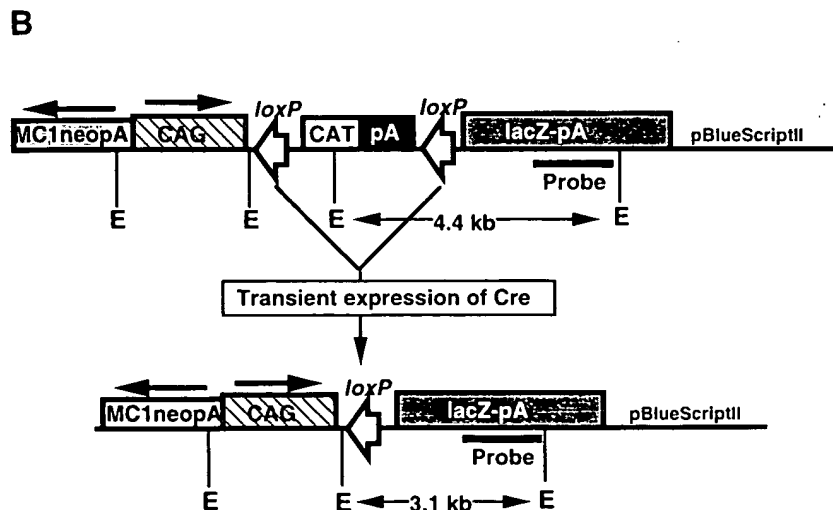 B
loxP loxP
MC1neopA CAG CAT pA lacZ-pA pBlueScriptII
Probe
E E E 4.4 kb E
Transient expression of Cre
loxP
MC1neopA CAG lacZ-pA pBlueScriptII
Probe
E E 3.1 kb E